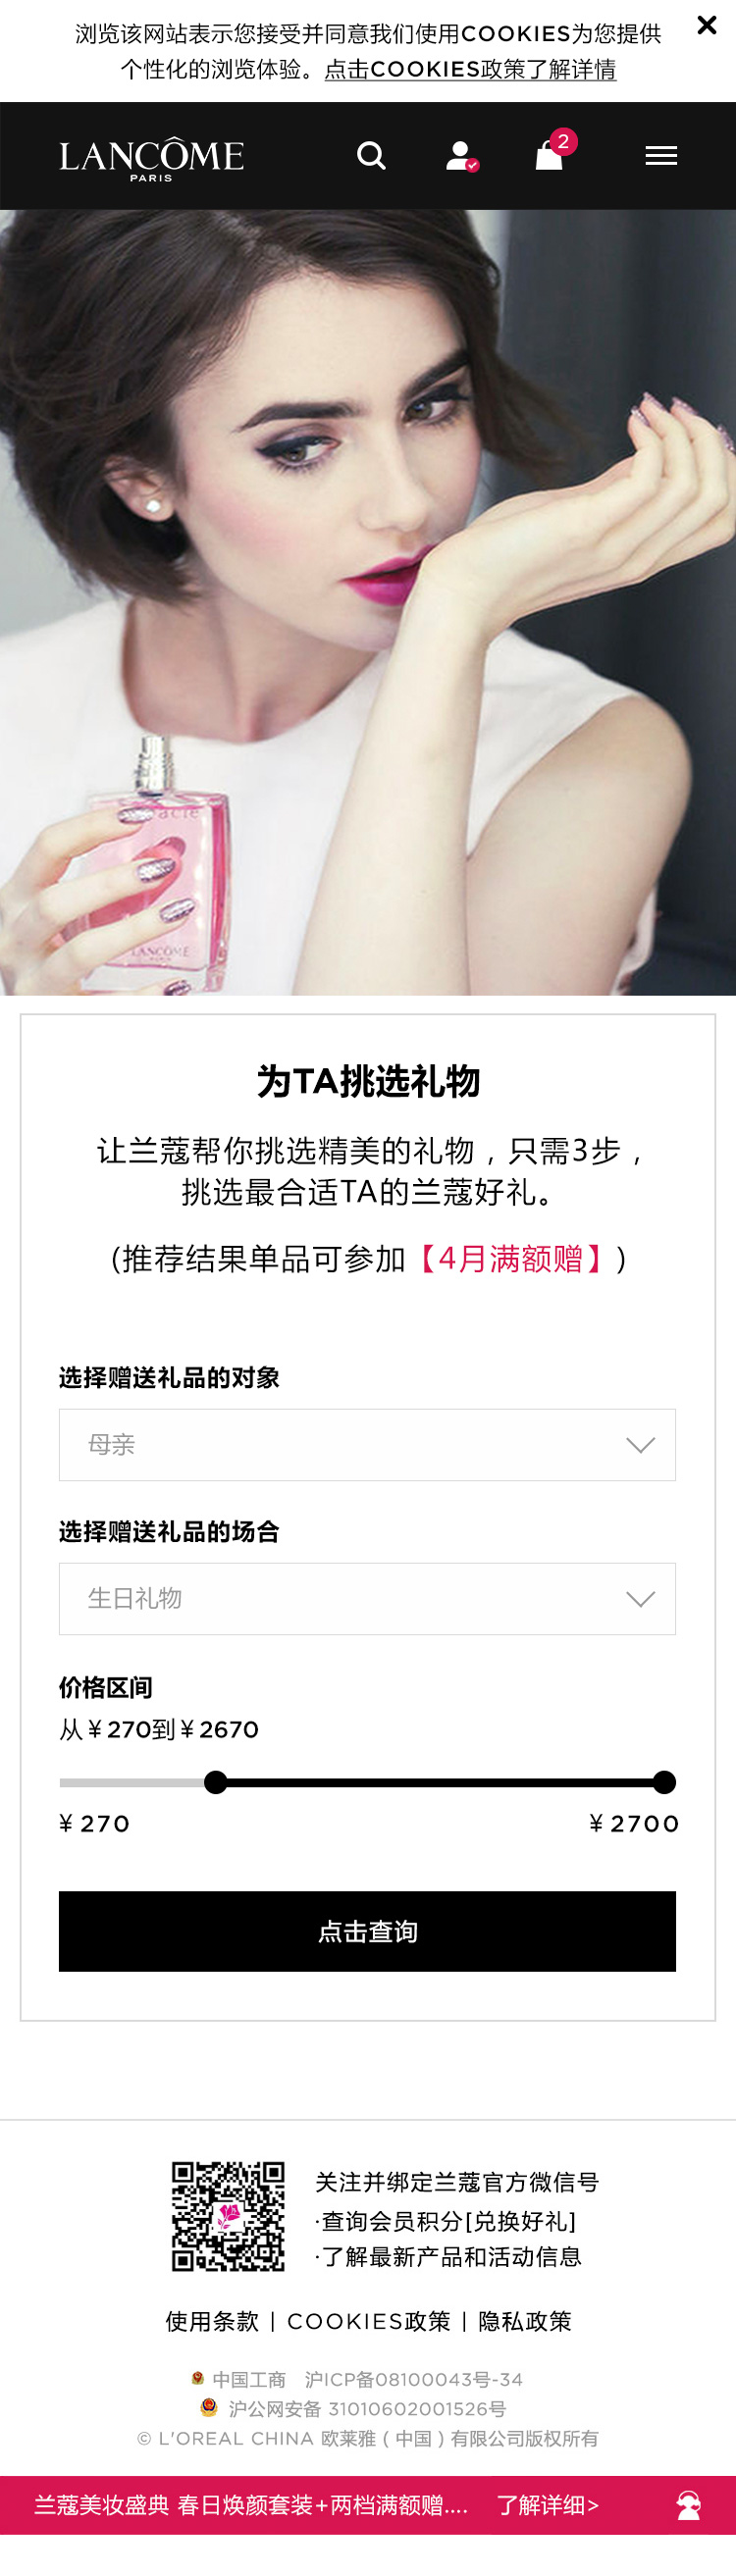 浏览该网站表示您接受并同意我们使用COOKIES为您提供
个性化的浏览体验。点击COOKIES政策了解详情
LANCÔME
PARIS
2
LANCOME
为TA挑选礼物
让兰蔻帮你挑选精美的礼物，只需3步，
挑选最合适TA的兰蔻好礼。
(推荐结果单品可参加【4月满额赠】)
选择赠送礼品的对象
母亲
选择赠送礼品的场合
生日礼物
价格区间
从￥270到￥2670
￥270
￥2700
点击查询
关注并绑定兰蔻官方微信号
·查询会员积分[兑换好礼]
·了解最新产品和活动信息
使用条款 | COOKIES政策 | 隐私政策
中国工商 沪ICP备08100043号-34
沪公网安备 31010602001526号
© L'OREAL CHINA 欧莱雅（中国）有限公司版权所有
兰蔻美妆盛典 春日焕颜套装+两档满额赠.... 了解详细>